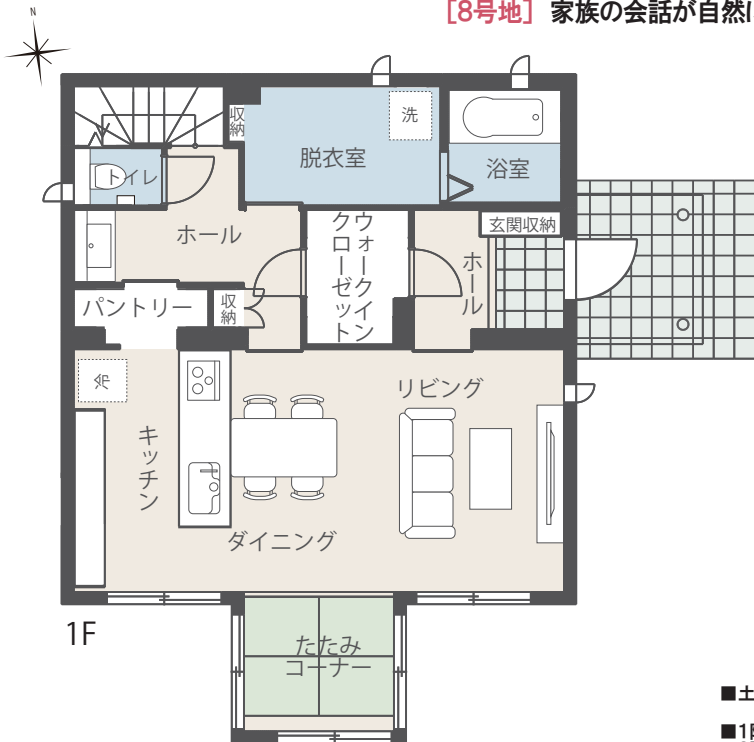 N
［8号地］ 家族の会話が自然に
収納
洗
脱衣室
浴室
トイレ
ホール
ウォークイン
クローゼット
ホール
玄関収納
パントリー
収納
冷
キッチン
リビング
ダイニング
たたみ
コーナー
1F
■土
■1階